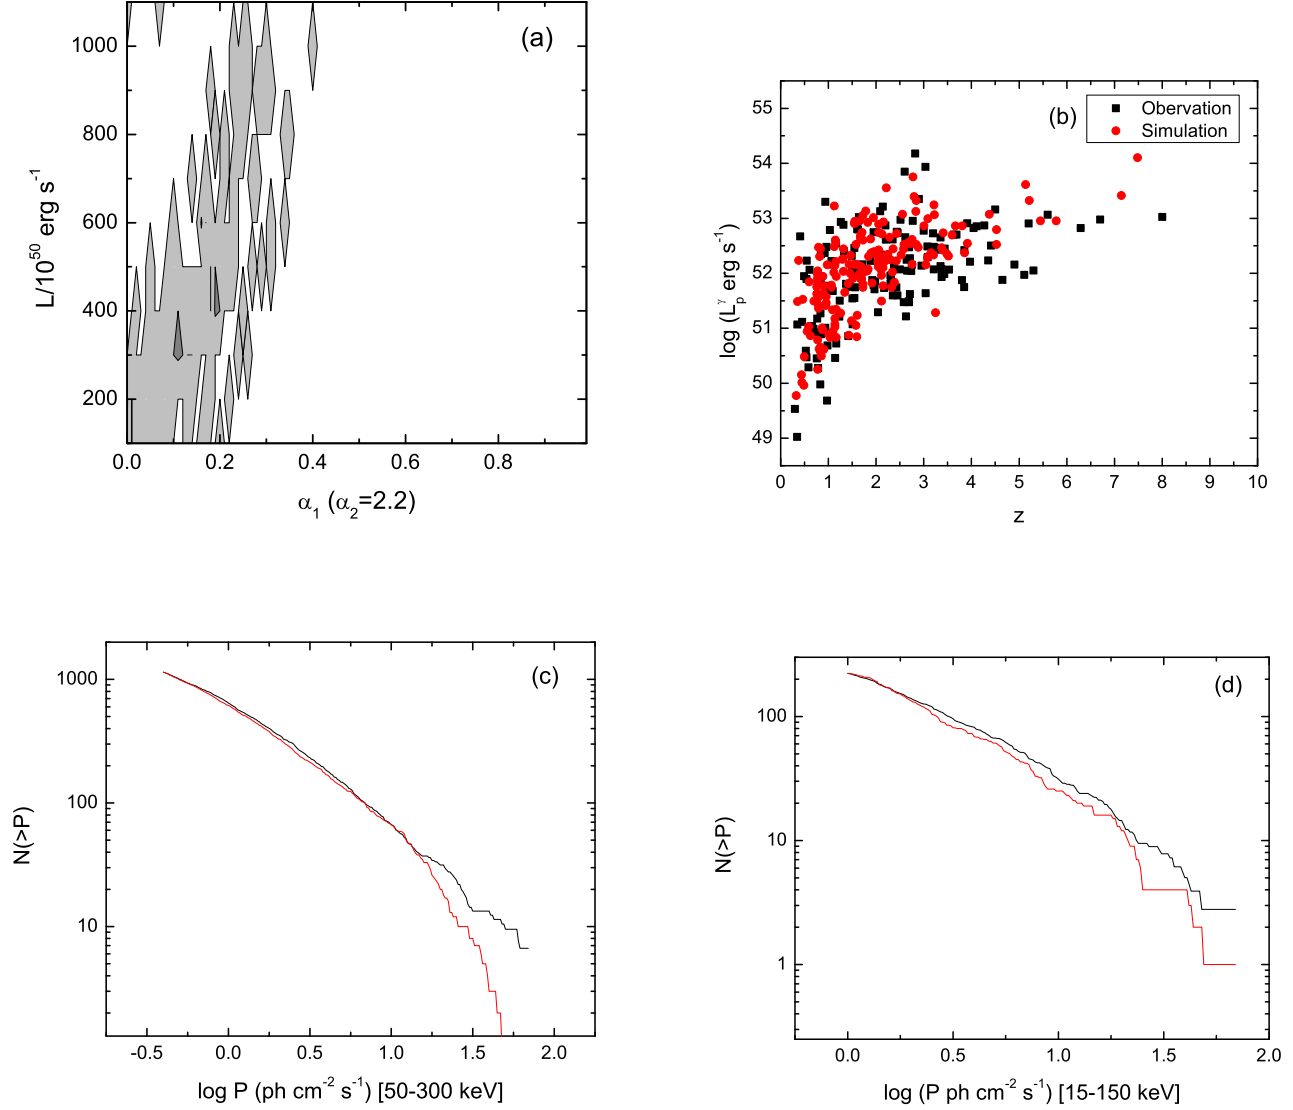 (a)
L/10^50 erg s^-1
1000
800
600
400
200
0.0 0.2 0.4 0.6 0.8
α_1 (α_2=2.2)
(b)
Obervation
Simulation
log (L_p^γ erg s^-1)
55
54
53
52
51
50
49
0 1 2 3 4 5 6 7 8 9 10
z
(c)
N(>P)
1000
100
10
-0.5 0.0 0.5 1.0 1.5 2.0
log P (ph cm^-2 s^-1) [50-300 keV]
(d)
N(>P)
100
10
1
0.0 0.5 1.0 1.5 2.0
log (P ph cm^-2 s^-1) [15-150 keV]